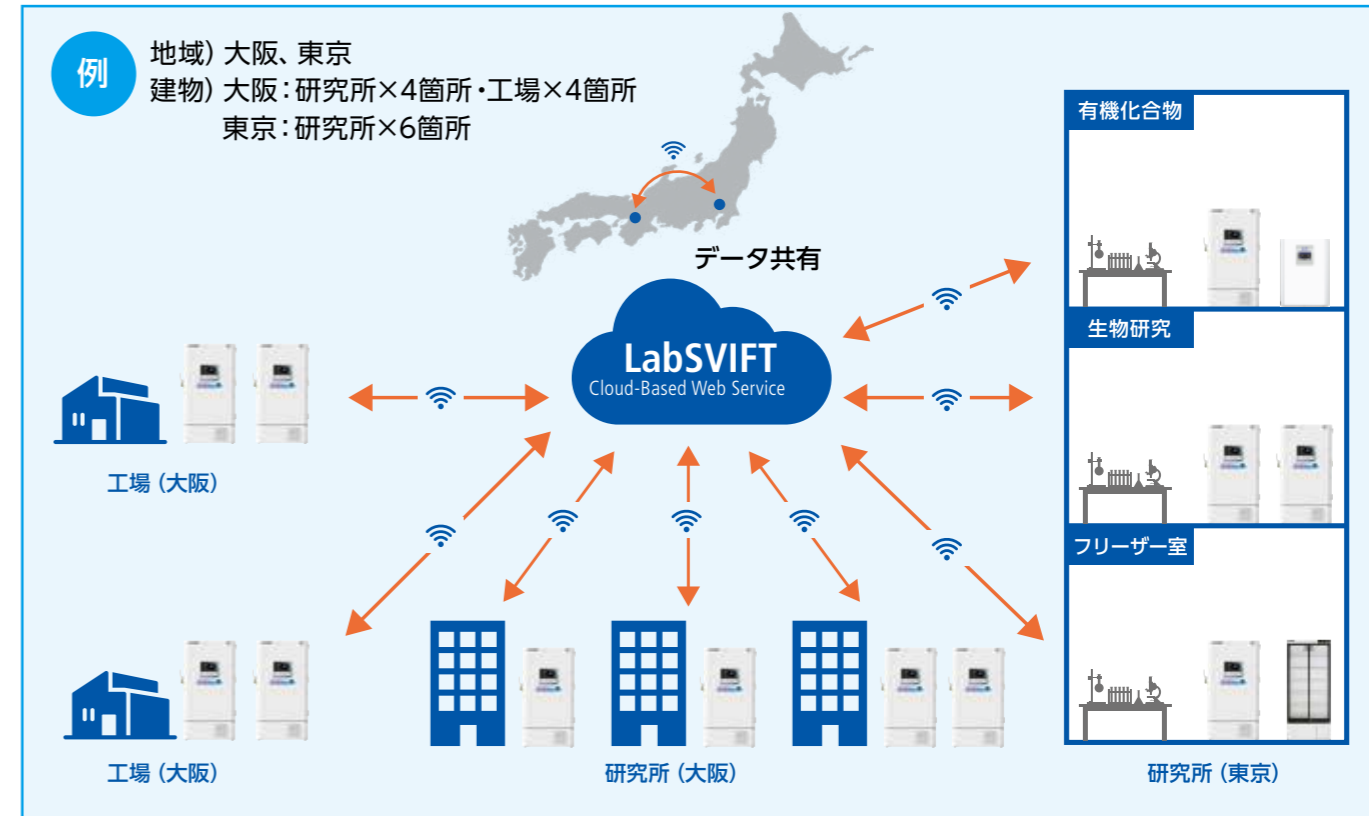 例
地域）大阪、東京
建物）大阪：研究所×4箇所・工場×4箇所
東京：研究所×6箇所
データ共有
LabSVIFT
Cloud-Based Web Service
有機化合物
生物研究
フリーザー室
工場（大阪）
工場（大阪）
研究所（大阪）
研究所（東京）